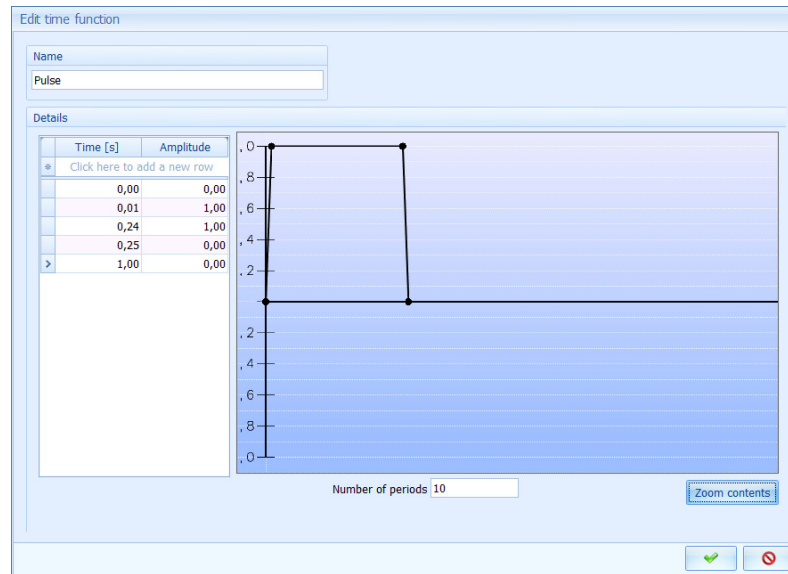 Edit time function
Name
Pulse
Details
Time [s] Amplitude
Click here to add a new row
0,00 0,00
0,01 1,00
0,24 1,00
0,25 0,00
1,00 0,00
, 0
, 8
, 6
, 4
, 2
, 2
, 4
, 6
, 8
, 0
Number of periods 10
Zoom contents